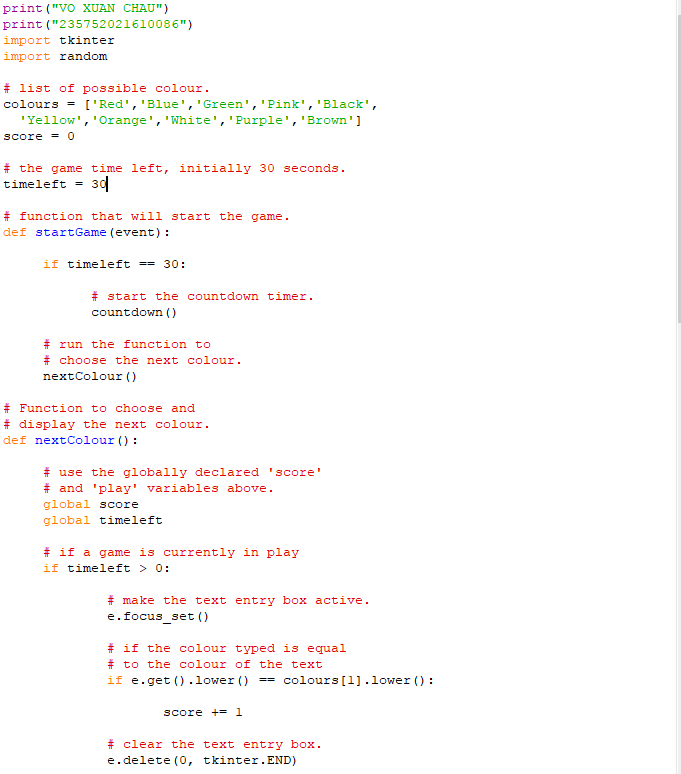 print("VO XUAN CHAU")
print("235752021610086")
import tkinter
import random
# list of possible colour.
colours = ['Red','Blue','Green','Pink','Black',
'Yellow','Orange','White','Purple','Brown']
score = 0
# the game time left, initially 30 seconds.
timeleft = 30
# function that will start the game.
def startGame(event):
if timeleft == 30:
# start the countdown timer.
countdown()
# run the function to
# choose the next colour.
nextColour()
# Function to choose and
# display the next colour.
def nextColour():
# use the globally declared 'score'
# and 'play' variables above.
global score
global timeleft
# if a game is currently in play
if timeleft > 0:
# make the text entry box active.
e.focus_set()
# if the colour typed is equal
# to the colour of the text
if e.get().lower() == colours[1].lower():
score += 1
# clear the text entry box.
e.delete(0, tkinter.END)